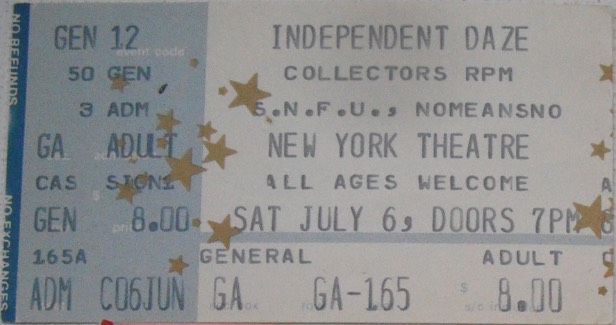 NO REFUNDS
NO EXCHANGES
GEN 12 INDEPENDENT DAZE
event code
50 GEN COLLECTORS RPM
3 ADM S.N.F.U., NOMEANSNO
GA ADULT NEW YORK THEATRE
CAS ALL AGES WELCOME
$
GEN 8.00 SAT JULY 6, DOORS 7PM
165A GENERAL ADULT
ADM C06JUN GA GA-165 $ 8.00